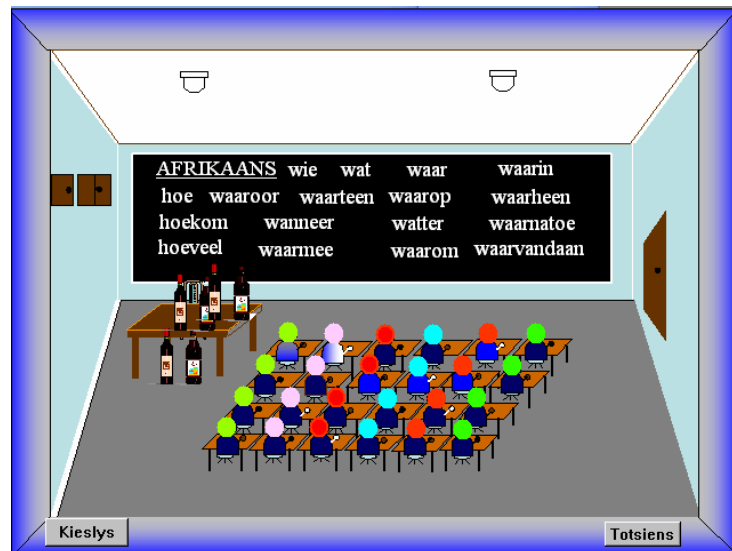 AFRIKAANS wie wat waar waarin
hoe waaroor waarteen waarop waarheen
hoekom wanneer watter waarnatoe
hoeveel waarmee waarom waarvandaan
Kieslys Totsiens